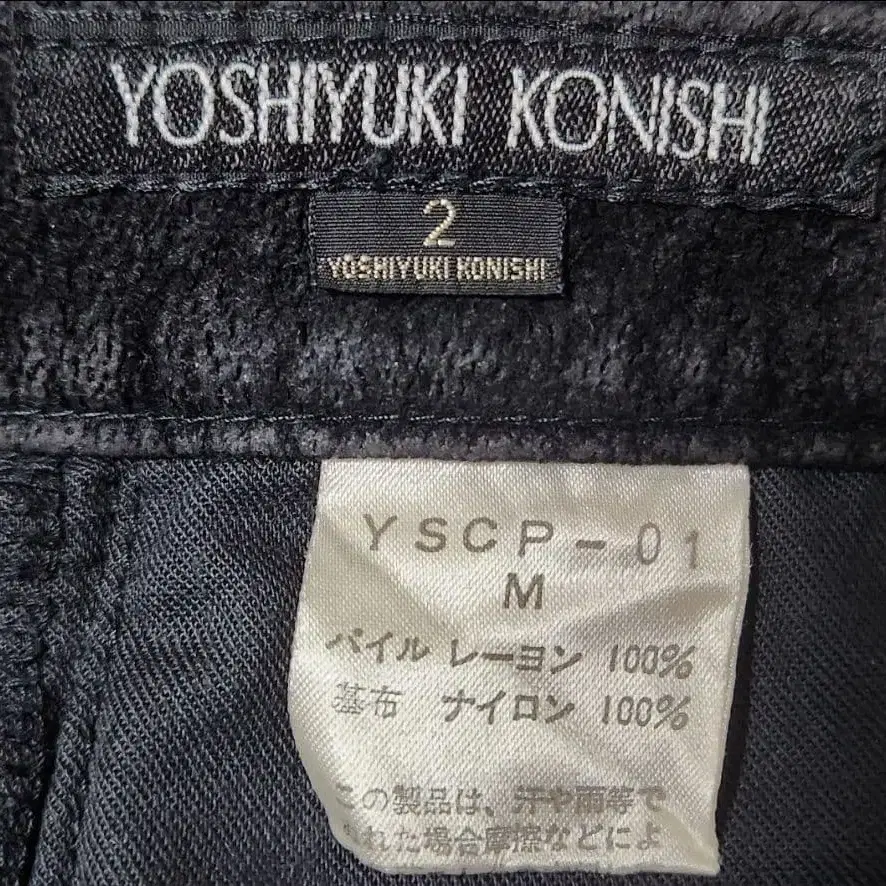 YOSHIYUKI KONISHI
2
YOSHIYUKI KONISHI
YSCP-01
M
パイル レーヨン 100%
基布 ナイロン 100%
この製品は、汗や雨等で
れた場合摩擦などによ